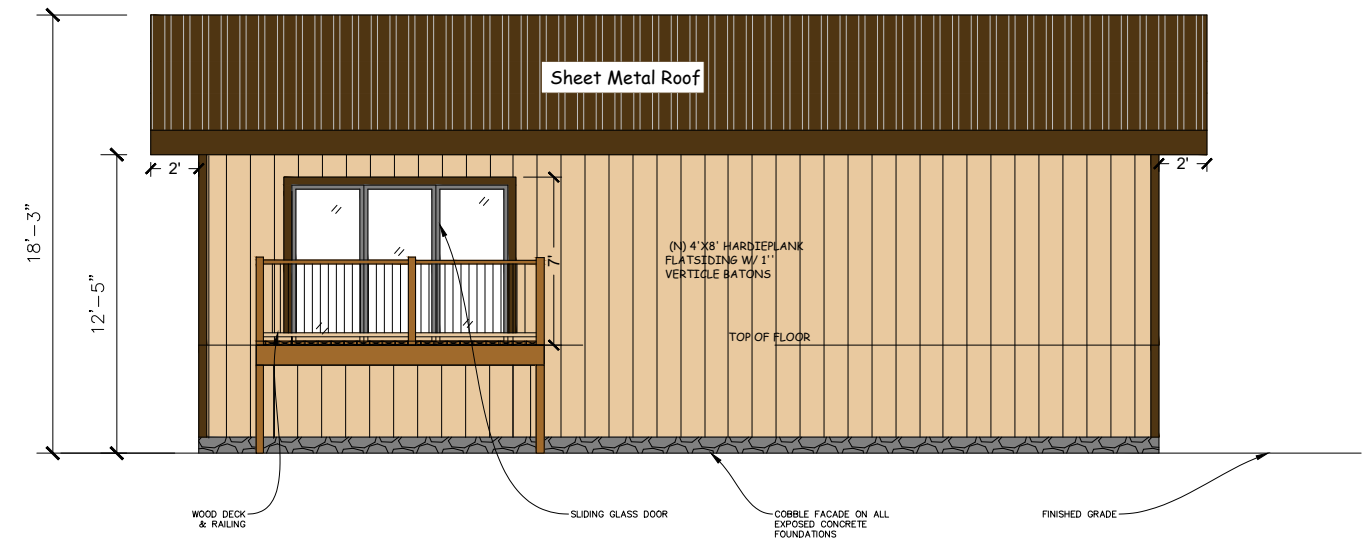 Sheet Metal Roof
2'
2'
18'-3"
12'-5"
7'
(N) 4'X8' HARDIEPLANK
FLATSIDING W/ 1''
VERTICLE BATONS
TOP OF FLOOR
WOOD DECK
& RAILING
SLIDING GLASS DOOR
COBBLE FACADE ON ALL
EXPOSED CONCRETE
FOUNDATIONS
FINISHED GRADE